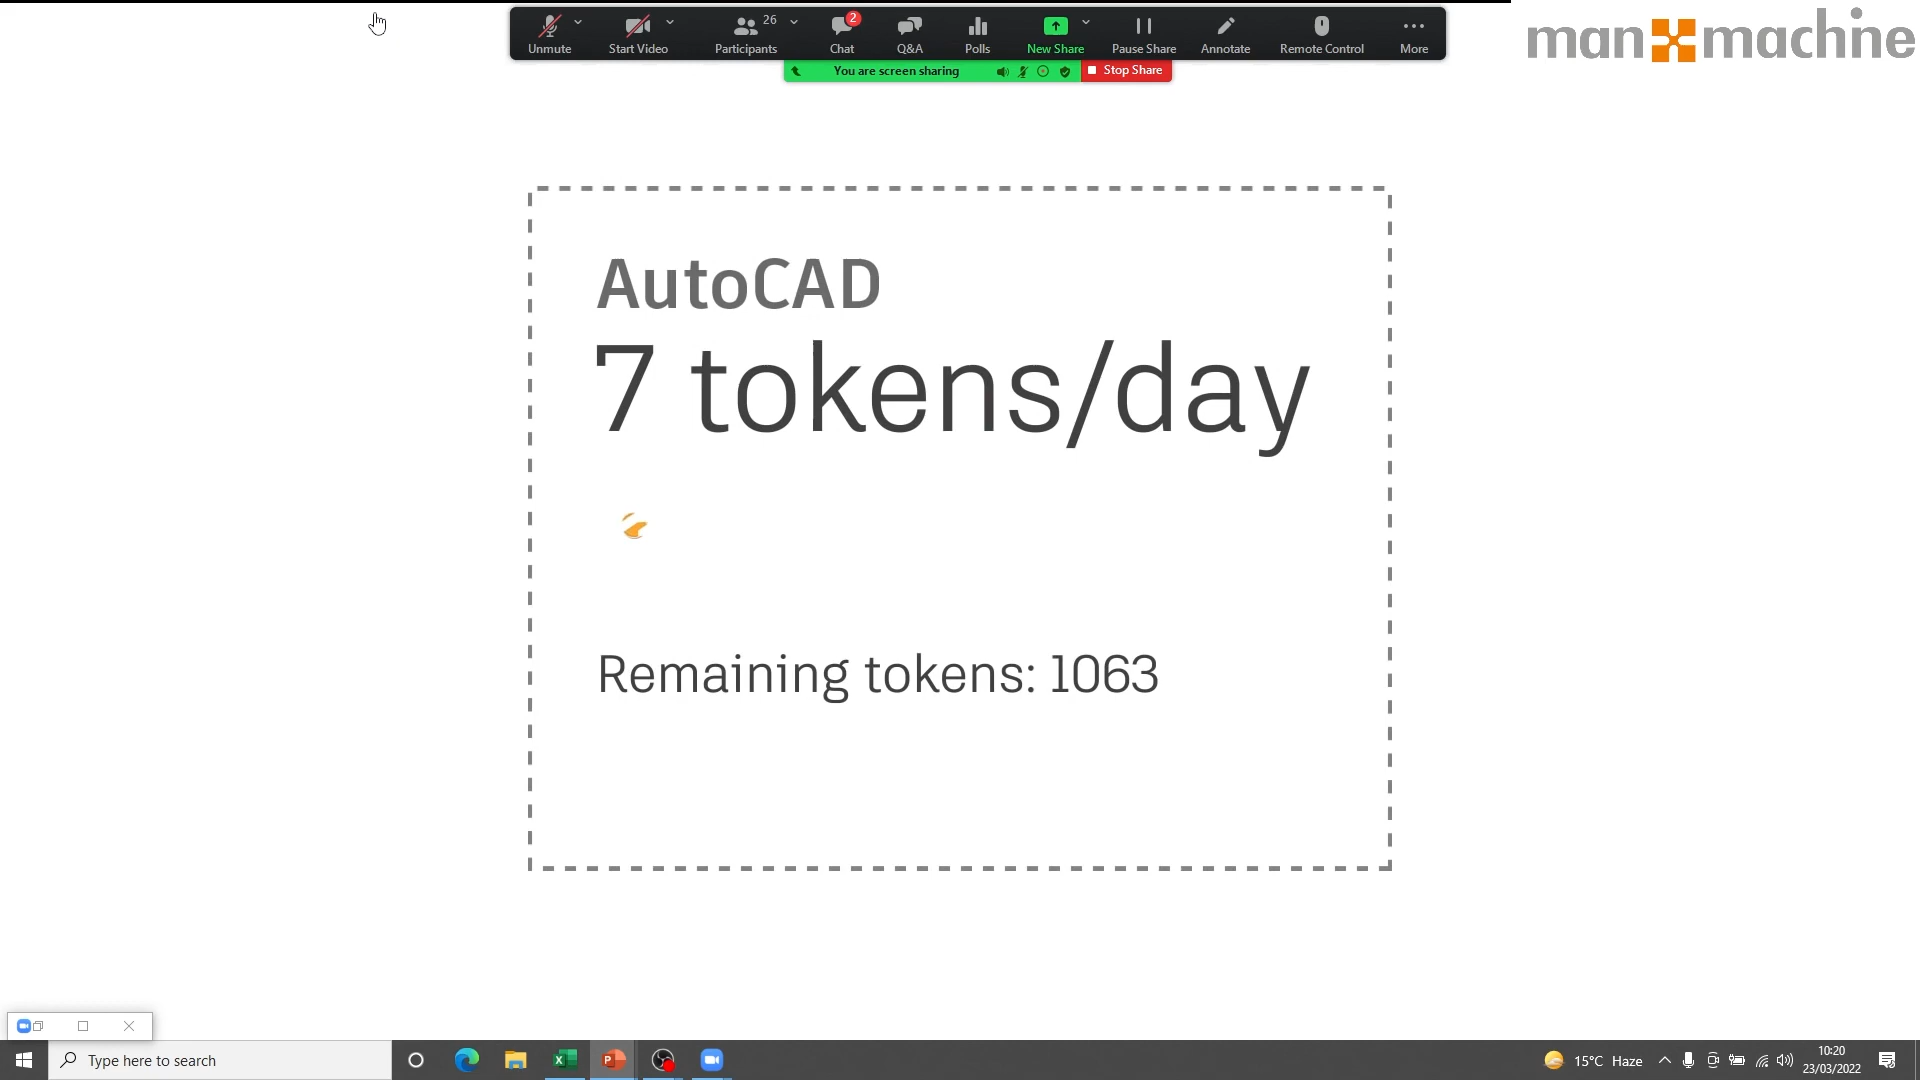 26
2
Unmute
Start Video
Participants
Chat
Q&A
Polls
New Share
Pause Share
Annotate
Remote Control
More
You are screen sharing
Stop Share
man machine
AutoCAD
7 tokens/day
Remaining tokens: 1063
Type here to search
15°C Haze
10:20
23/03/2022